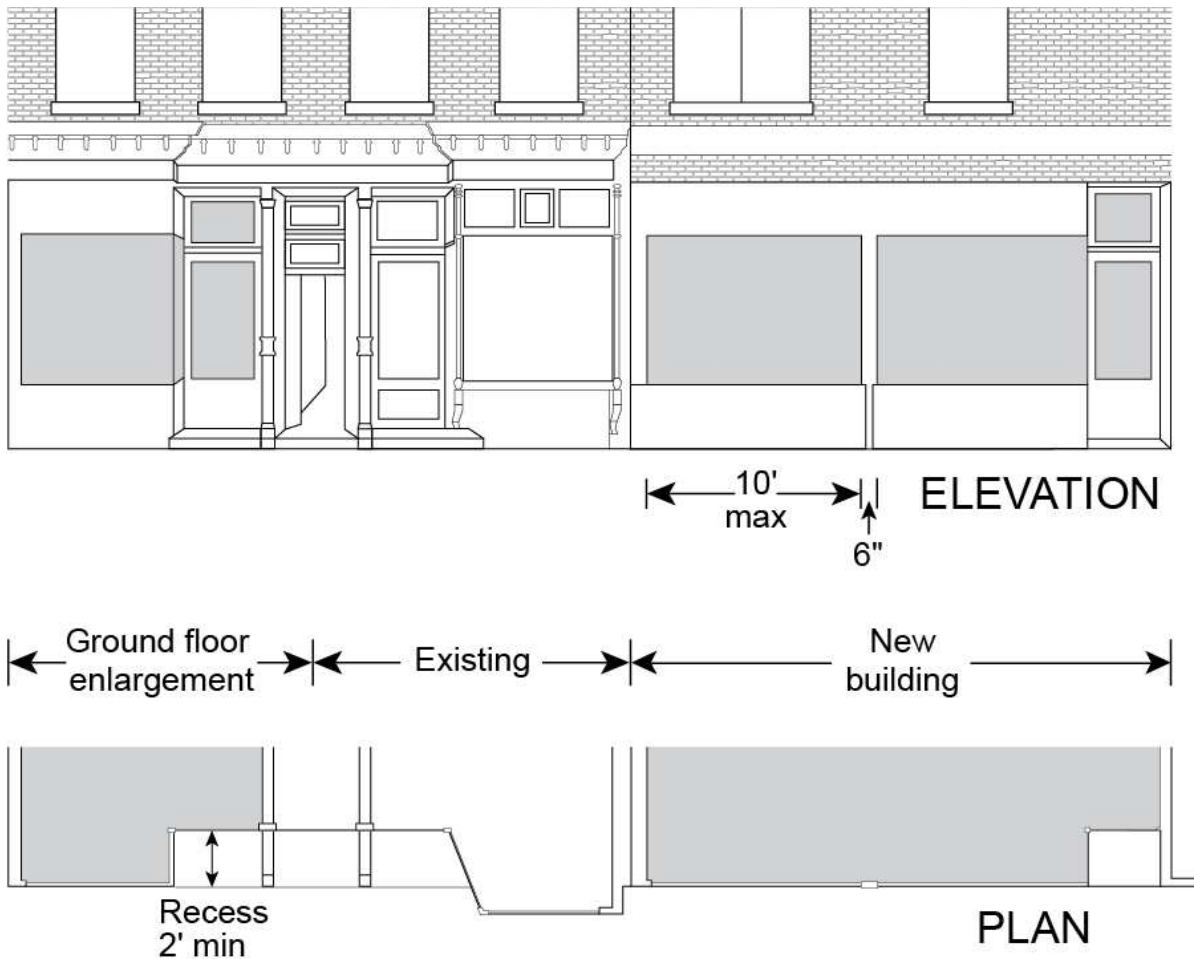 10'
max
6"
ELEVATION
Ground floor
enlargement
Existing
New
building
Recess
2' min
PLAN